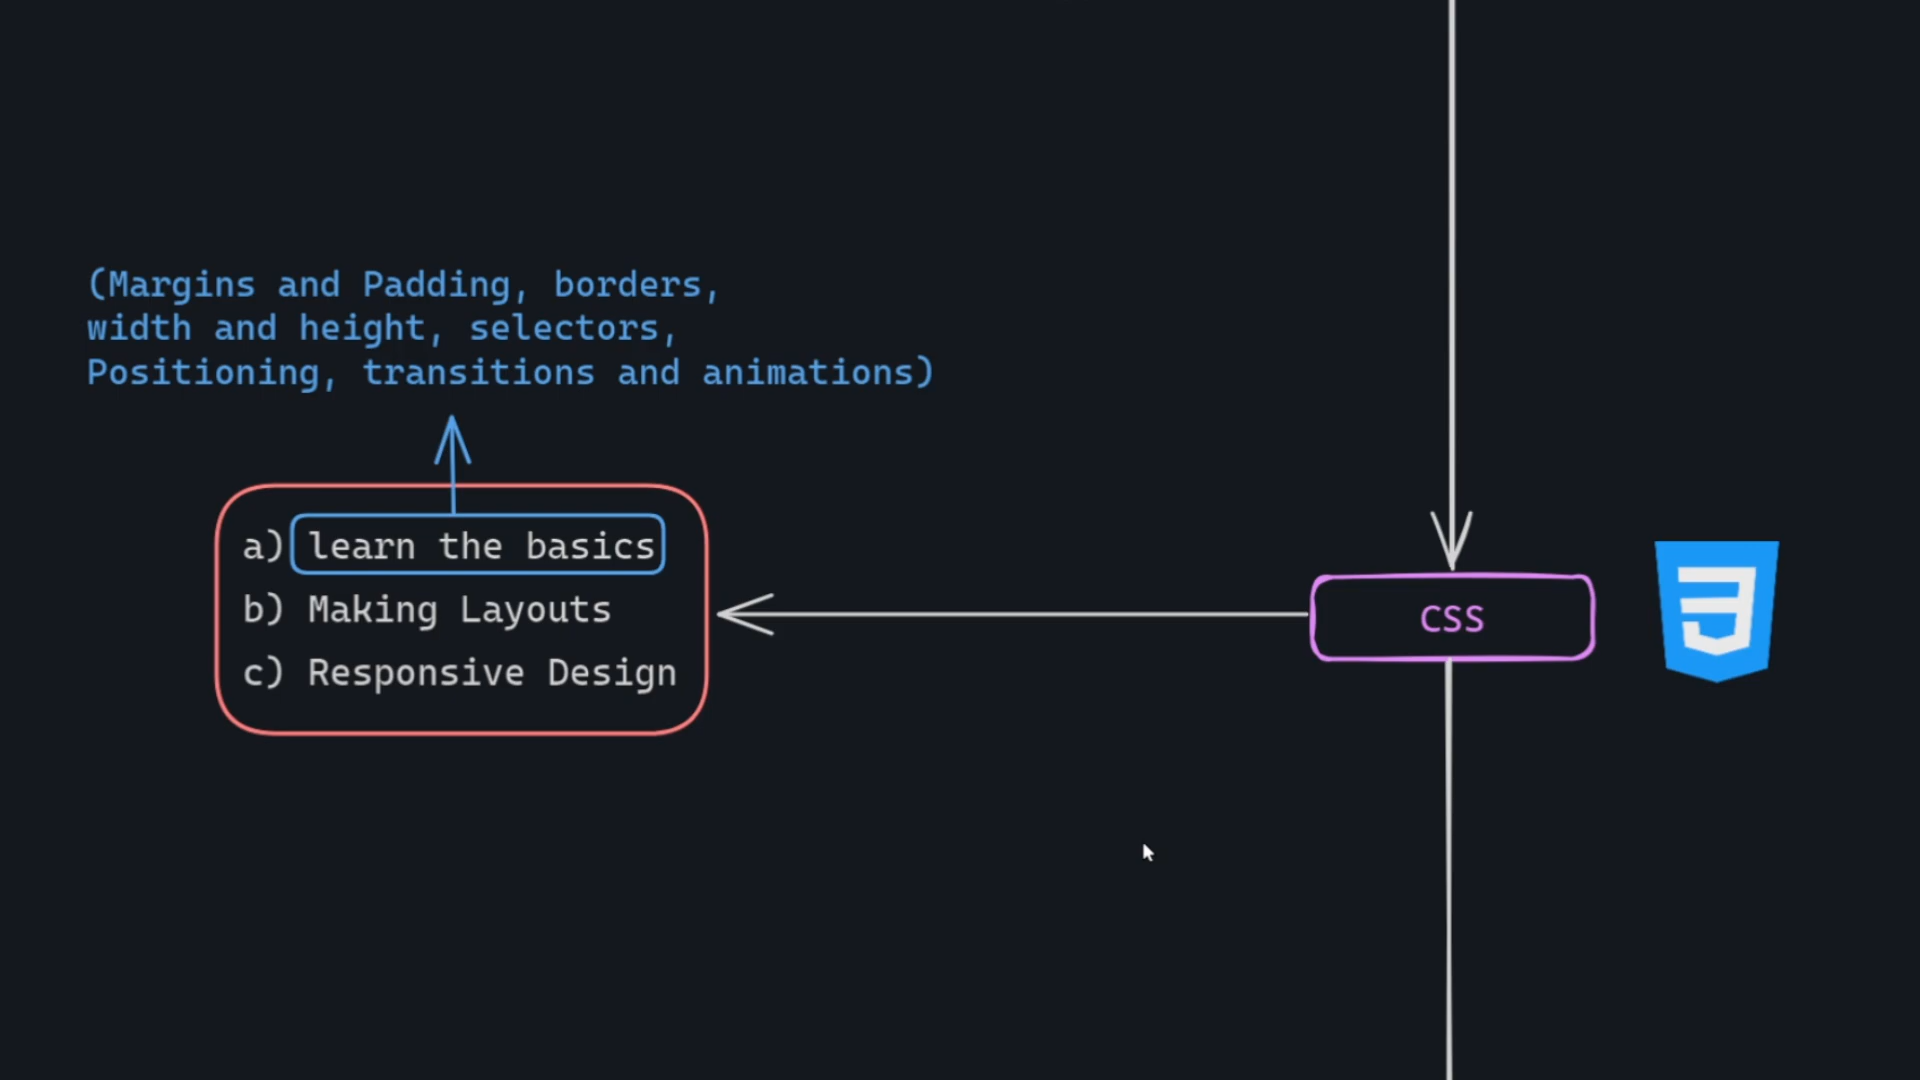 (Margins and Padding, borders,
width and height, selectors,
Positioning, transitions and animations)
a) learn the basics
b) Making Layouts
c) Responsive Design
CSS